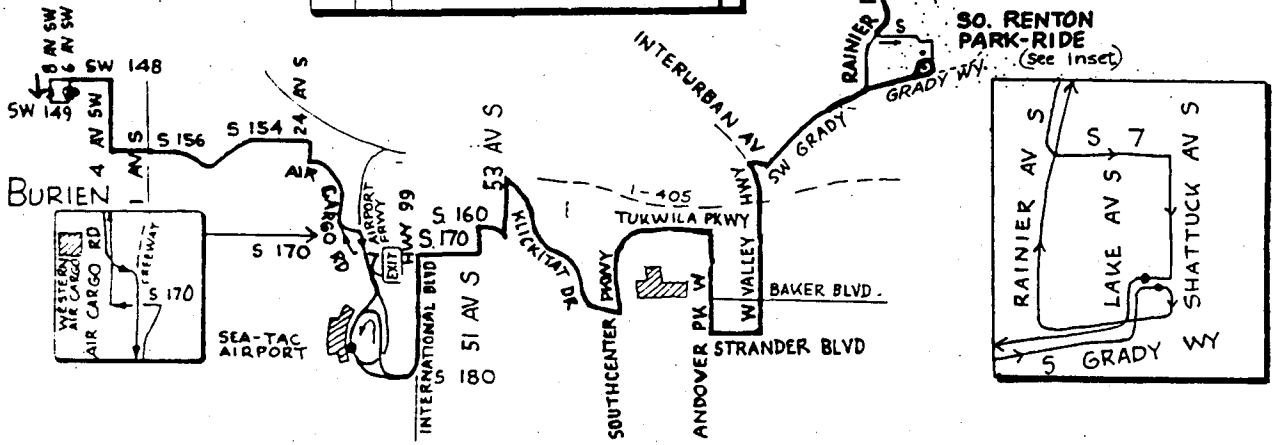 SO. RENTON
PARK-RIDE
(See inset)
RAINIER
S
GRADY WY.
INTERURBAN AV
SW GRADY
8 AV SW
6 AV SW
SW 148
SW 149
4 AV SW
1 AV S
S 156
S 154
24 AV S
AIR
CARGO RD
BURIEN
WESTERN
AIR CARGO
AIR CARGO RD
FREEWAY
S 170
S 170
AIRPORT
FRWY
EXIT
HWY 99
S 160
S 170
53 AV S
51 AV S
KLICKITAT DR
I-405
TUKWILA PKWY
SOUTHCENTER PKWY
ANDOVER PK W
W VALLEY HWY
BAKER BLVD.
STRANDER BLVD
SEA-TAC
AIRPORT
INTERNATIONAL BLVD
S 180
RAINIER AV S
S 7
LAKE AV S
SHATTUCK AV S
S GRADY WY